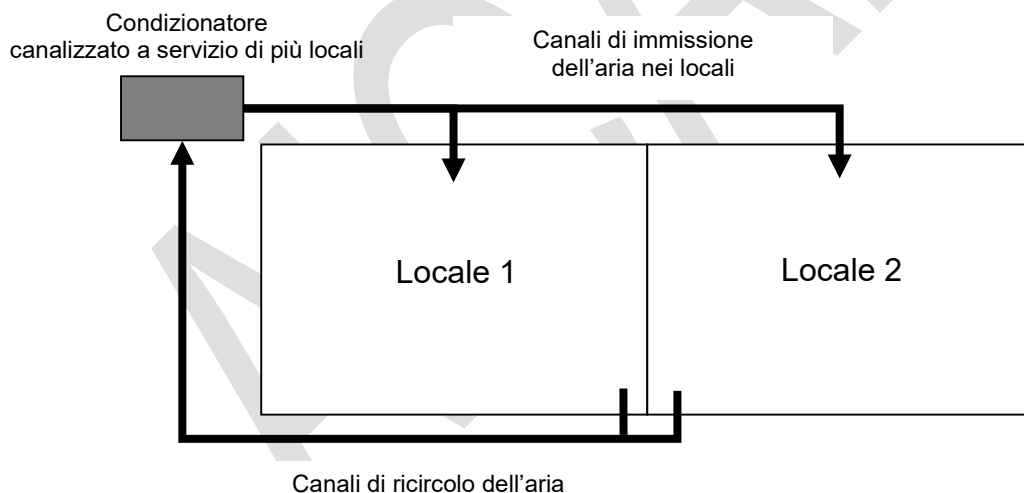 Condizionatore
canalizzato a servizio di più locali
Canali di immissione
dell'aria nei locali
Locale 1
Locale 2
Canali di ricircolo dell'aria